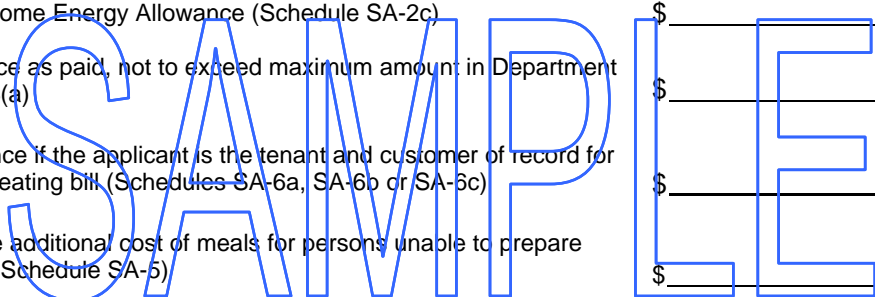 ome Energy Allowance (Schedule SA-2c) $
ce as paid, not to exceed maximum amount in Department
(a) $
nce if the applicant is the tenant and customer of record for
eating bill (Schedules SA-6a, SA-6b or SA-6c) $
e additional cost of meals for persons unable to prepare
Schedule SA-5) $
SAMPLE